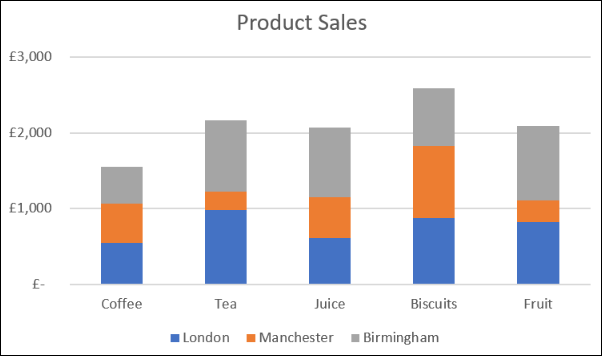 Product Sales
£3,000
£2,000
£1,000
£-
Coffee Tea Juice Biscuits Fruit
London Manchester Birmingham